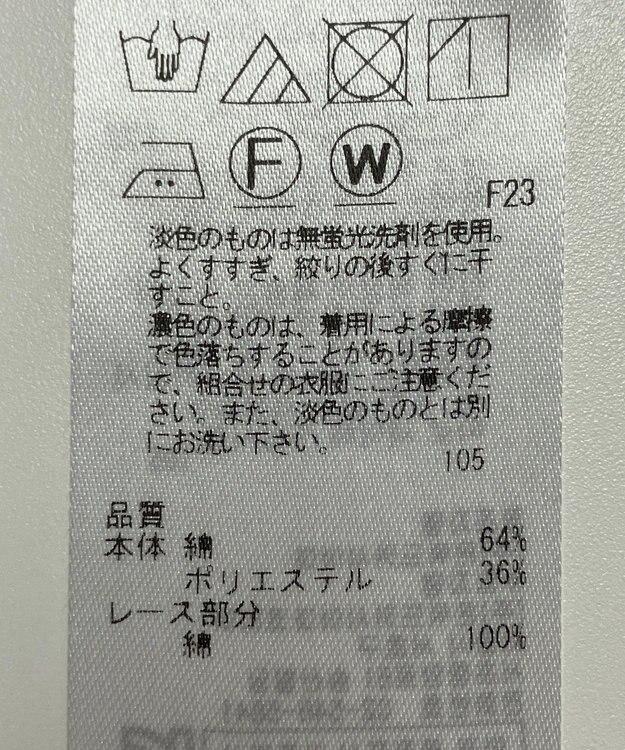 F W
F23
淡色のものは無蛍光洗剤を使用。
よくすすぎ、絞りの後すぐに干
すこと。
濃色のものは、着用による摩擦
で色落ちすることがありますの
で、組合せの衣服にご注意くだ
さい。また、淡色のものとは別
にお洗い下さい。
105
品質
本体 綿 64%
ポリエステル 36%
レース部分
綿 100%